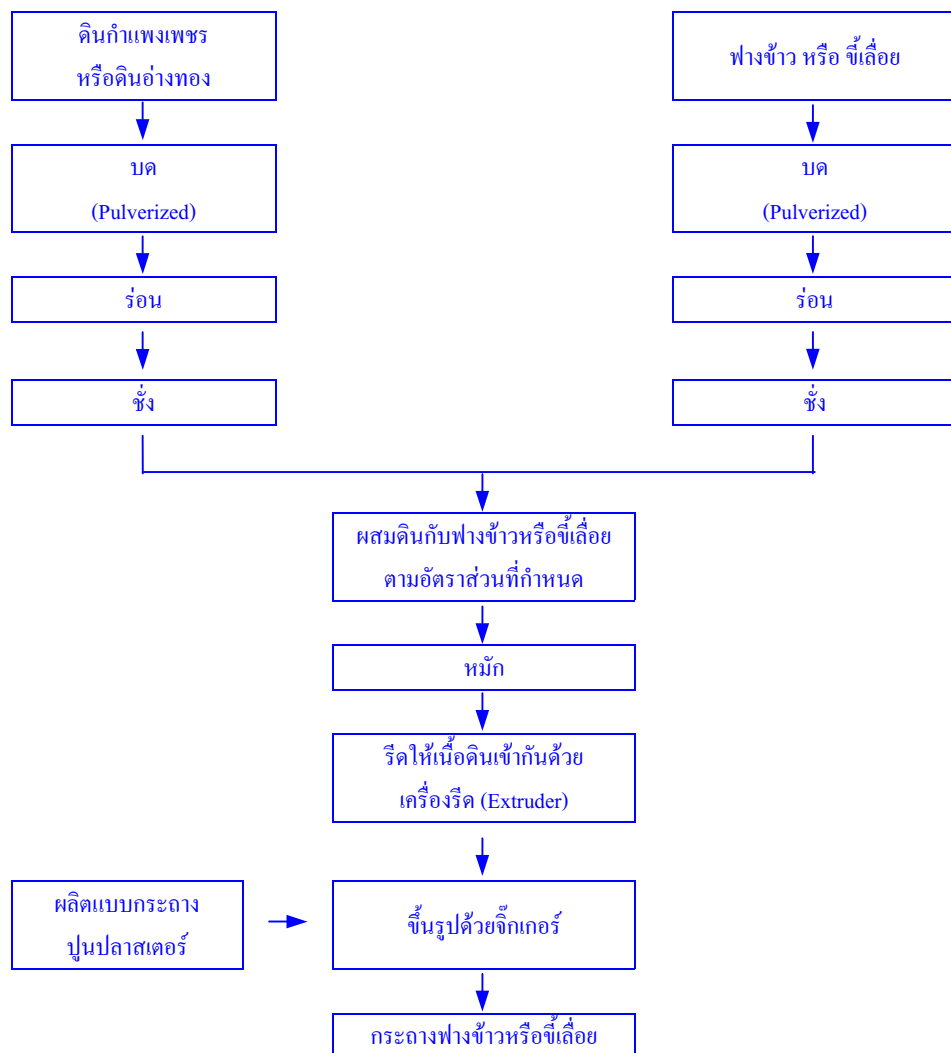 ดินกำแพงเพชร
หรือดินอ่างทอง
บด
(Pulverized)
ร่อน
ชั่ง
ฟางข้าว หรือ ขี้เลื่อย
บด
(Pulverized)
ร่อน
ชั่ง
ผสมดินกับฟางข้าวหรือขี้เลื่อย
ตามอัตราส่วนที่กำหนด
หมัก
รีดให้เนื้อดินเข้ากันด้วย
เครื่องรีด (Extruder)
ผลิตแบบกระถาง
ปูนปลาสเตอร์
ขึ้นรูปด้วยจิ๊กเกอร์
กระถางฟางข้าวหรือขี้เลื่อย